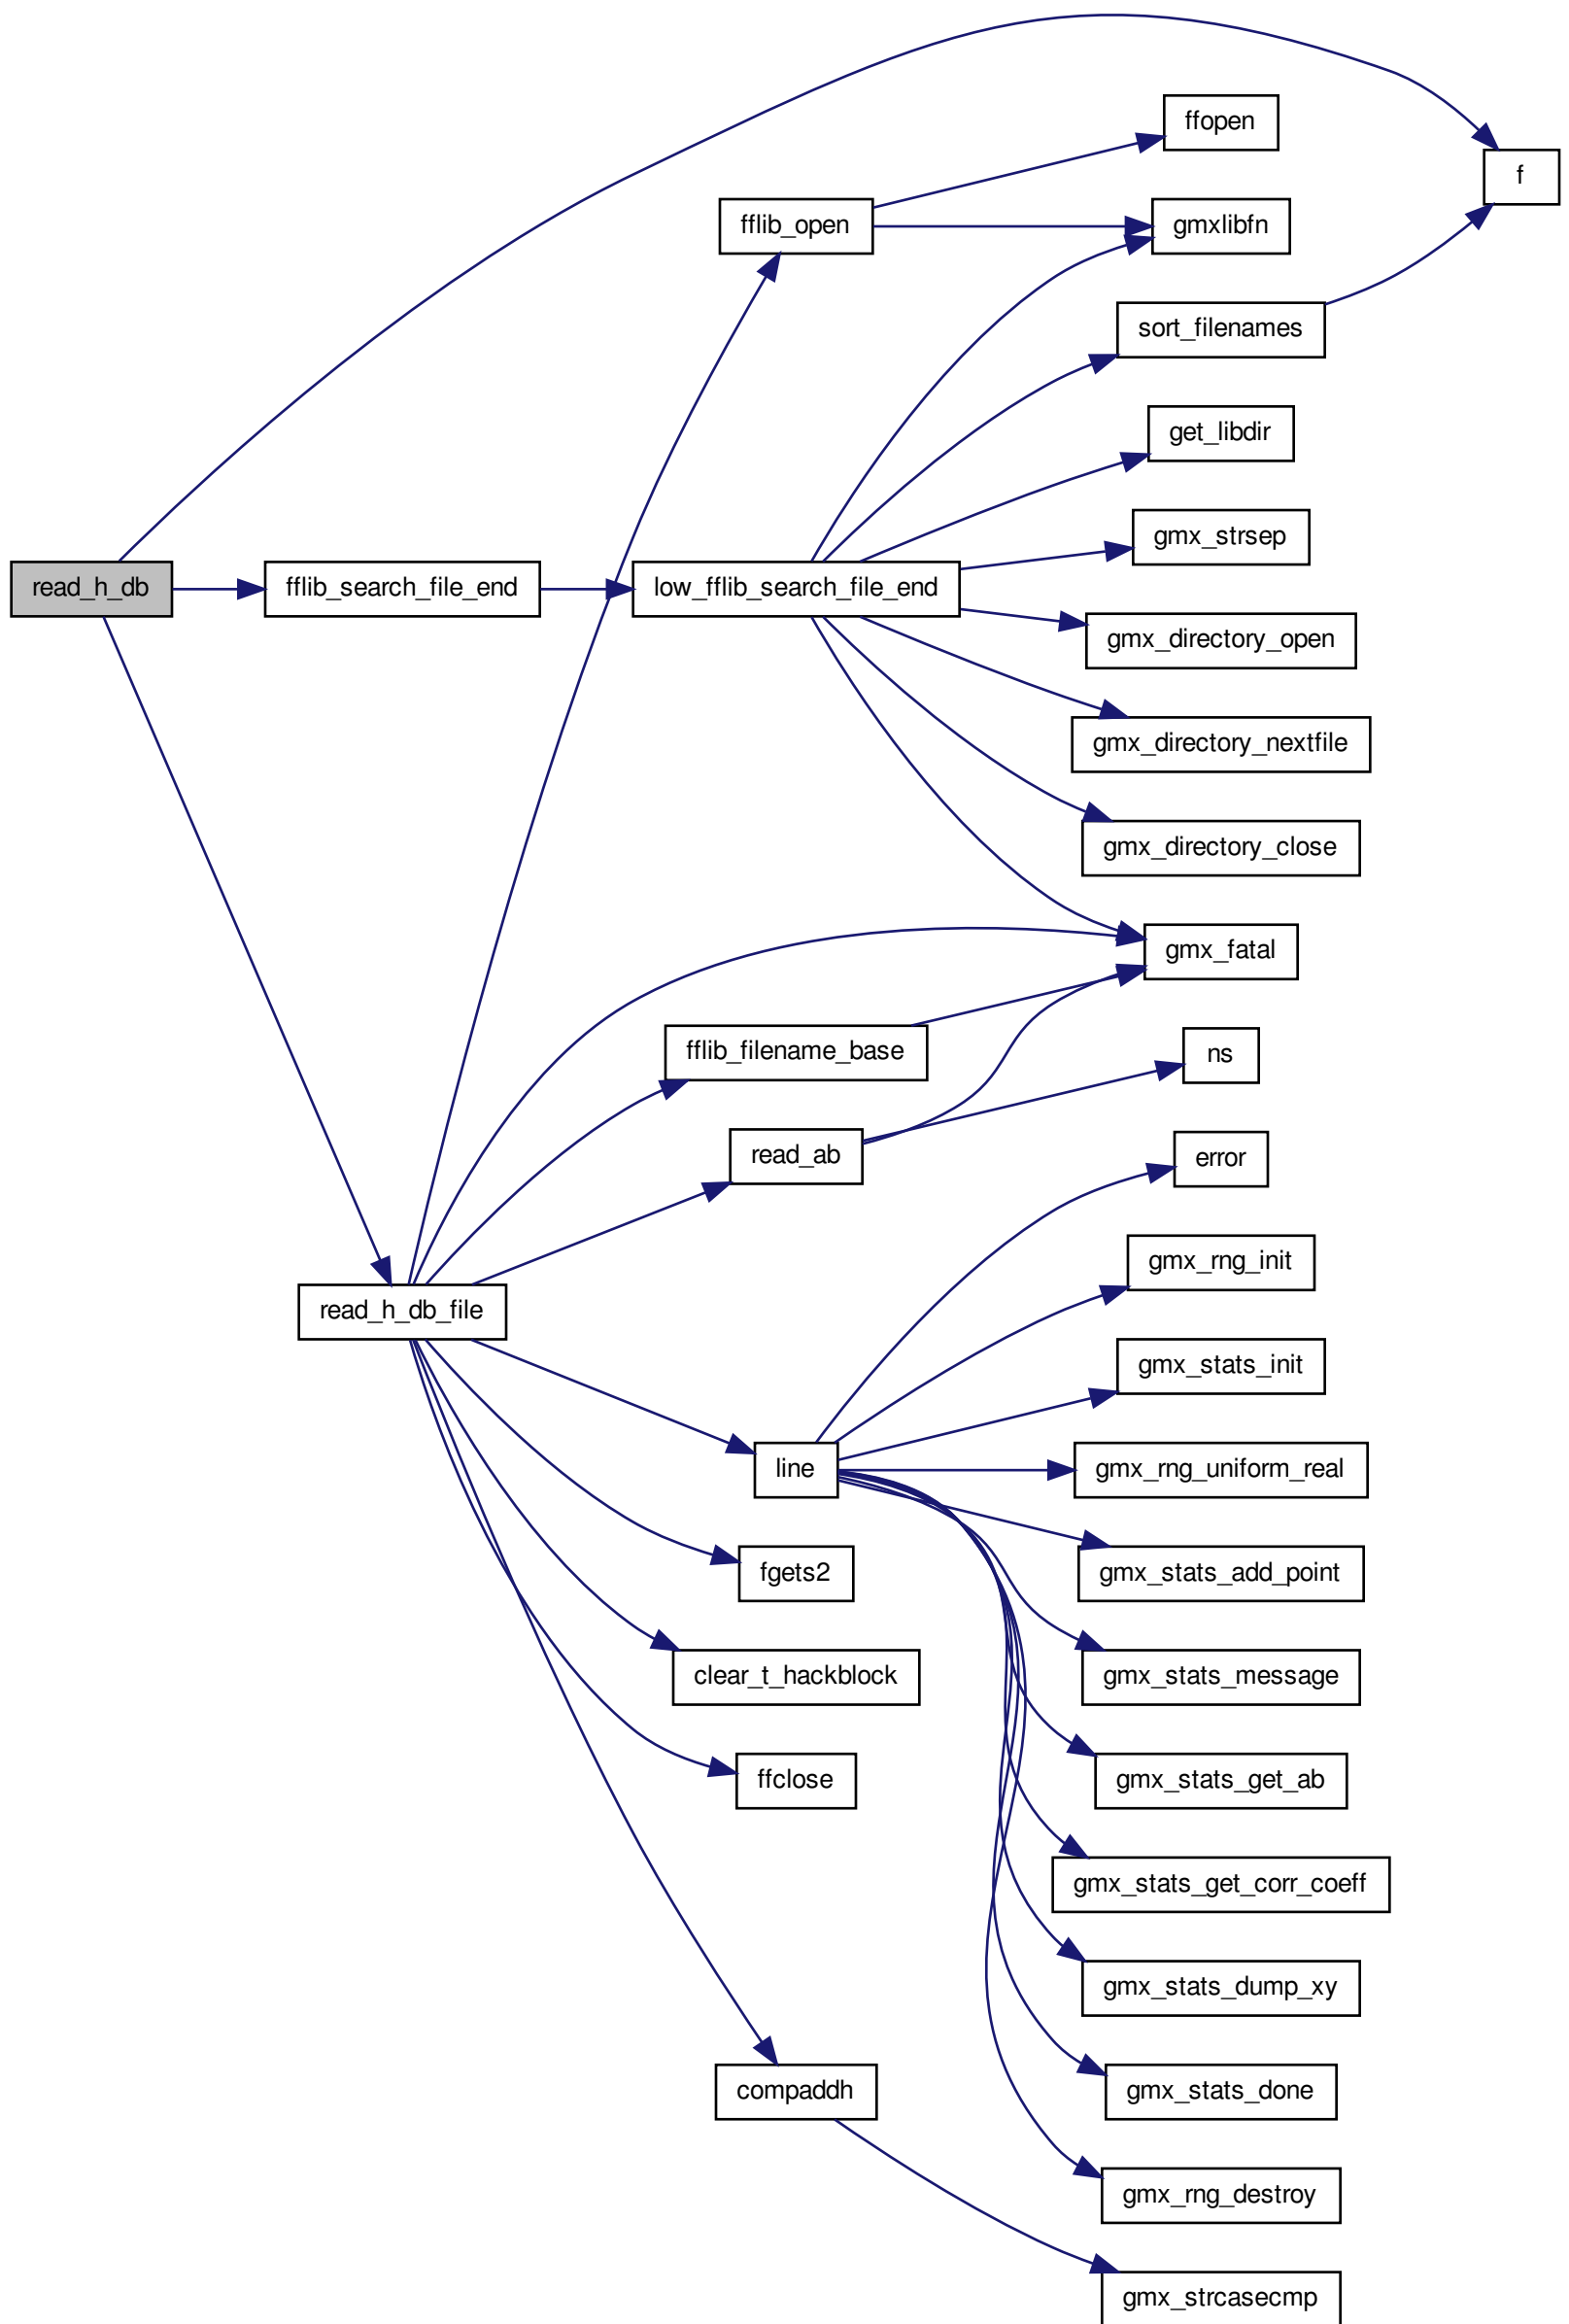 ffopen
f
fflib_open
gmxlibfn
sort_filenames
get_libdir
gmx_strsep
read_h_db
fflib_search_file_end
low_fflib_search_file_end
gmx_directory_open
gmx_directory_nextfile
gmx_directory_close
gmx_fatal
fflib_filename_base
ns
read_ab
error
gmx_rng_init
read_h_db_file
gmx_stats_init
line
gmx_rng_uniform_real
fgets2
gmx_stats_add_point
clear_t_hackblock
gmx_stats_message
ffclose
gmx_stats_get_ab
gmx_stats_get_corr_coeff
gmx_stats_dump_xy
compaddh
gmx_stats_done
gmx_rng_destroy
gmx_strcasecmp